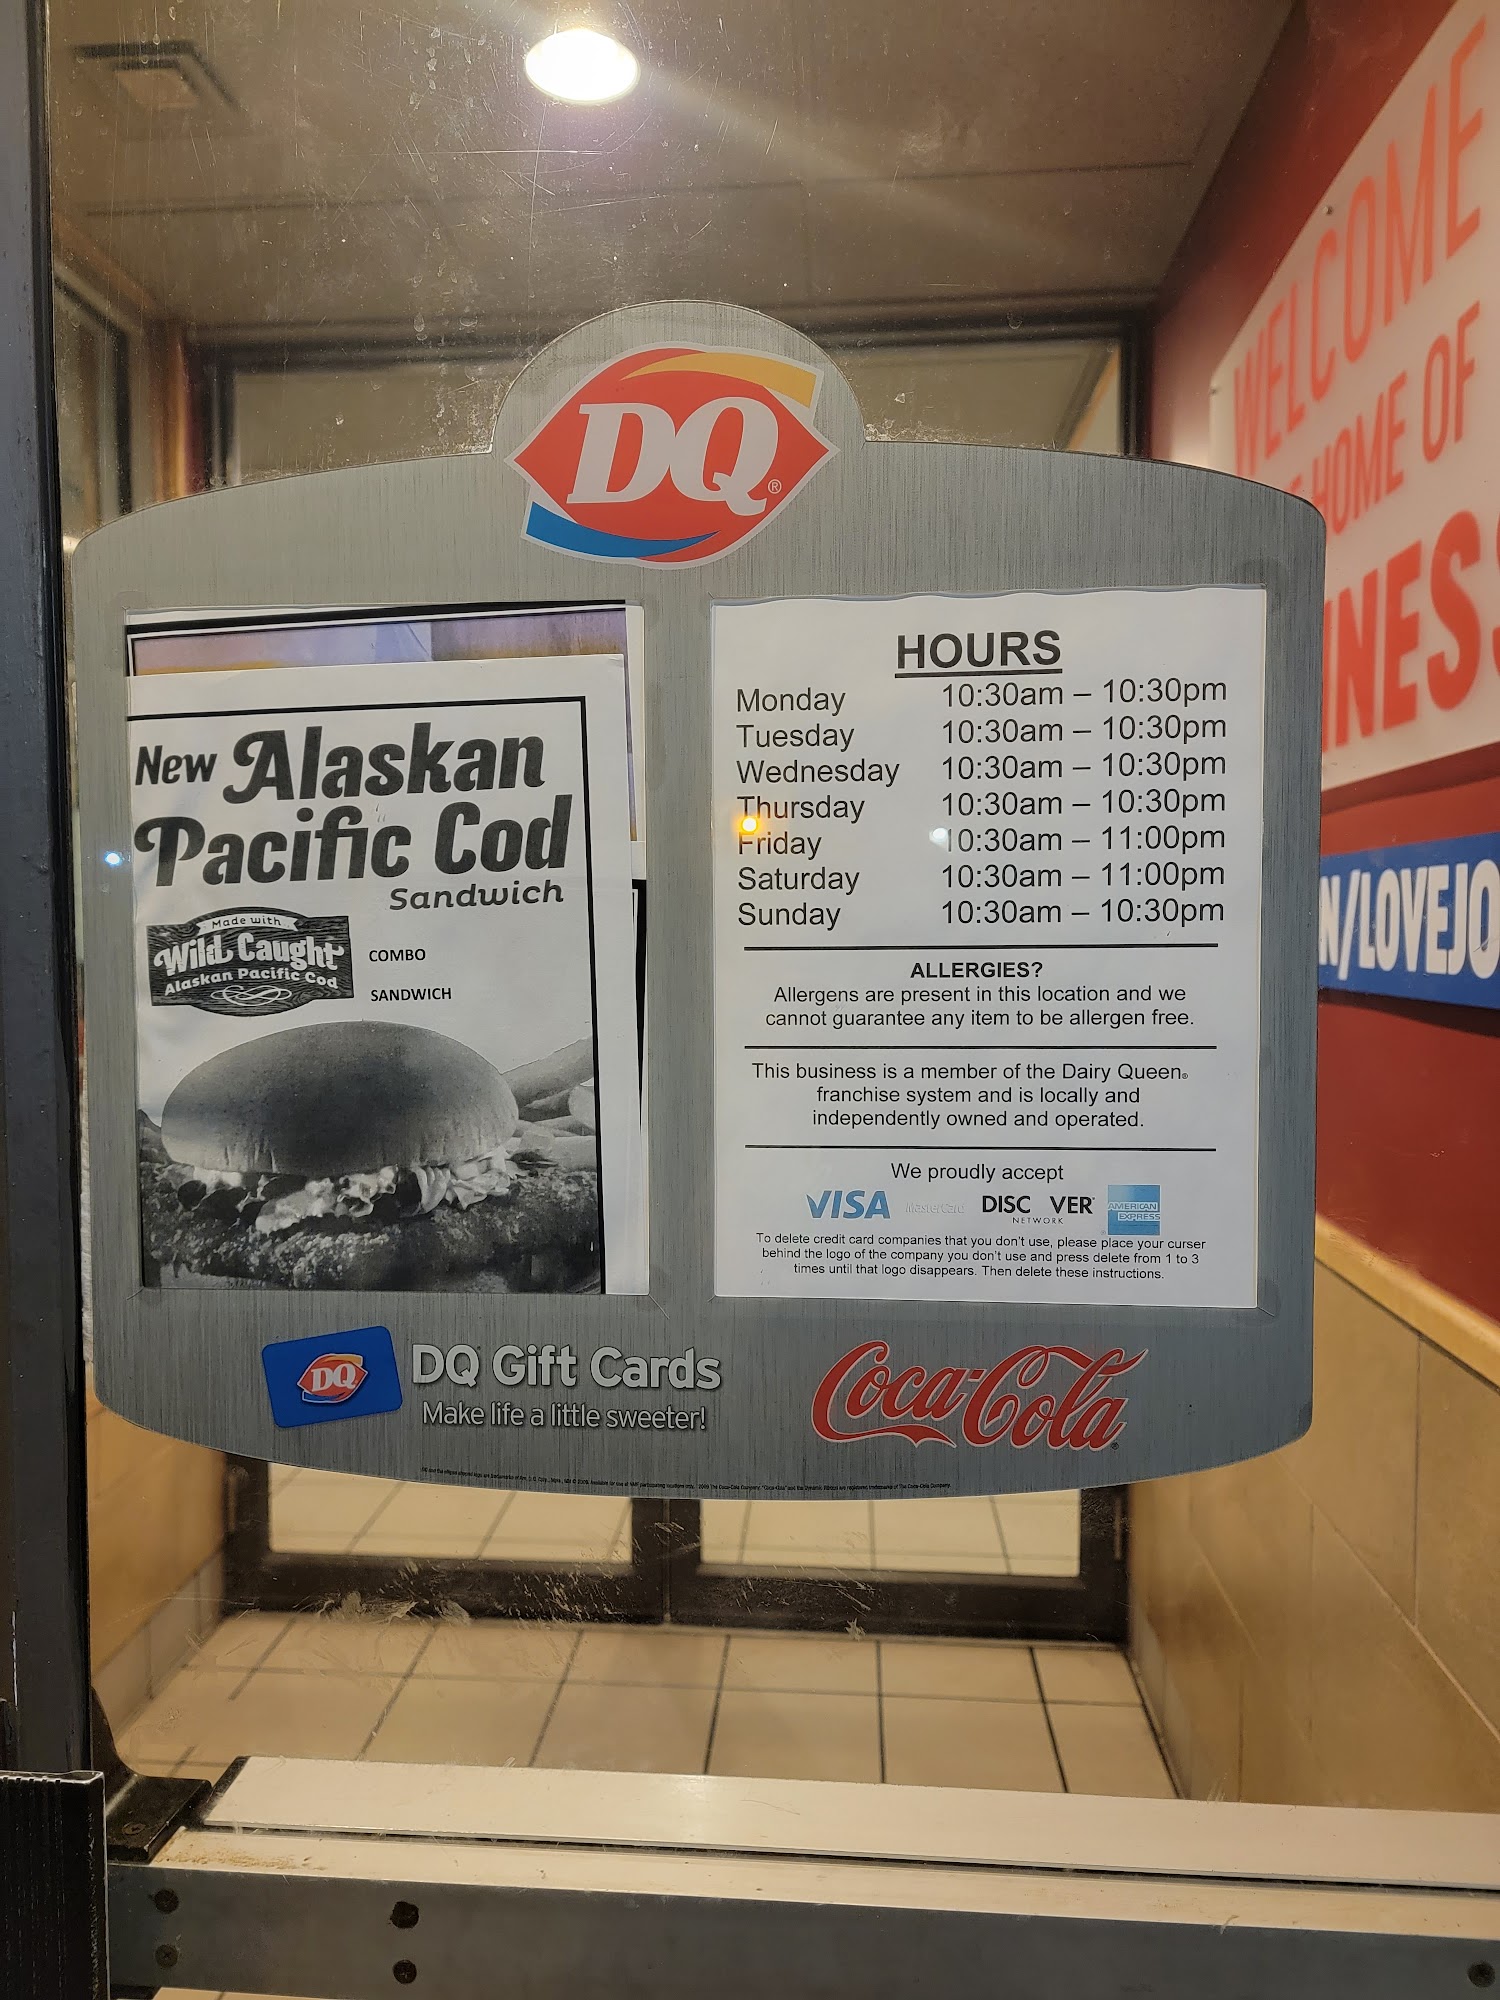 DQ®
New Alaskan
Pacific Cod
Sandwich
Made with
Wild Caught
Alaskan Pacific Cod
COMBO
SANDWICH
HOURS
Monday 10:30am – 10:30pm
Tuesday 10:30am – 10:30pm
Wednesday 10:30am – 10:30pm
Thursday 10:30am – 10:30pm
Friday 10:30am – 11:00pm
Saturday 10:30am – 11:00pm
Sunday 10:30am – 10:30pm
ALLERGIES?
Allergens are present in this location and we
cannot guarantee any item to be allergen free.
This business is a member of the Dairy Queen®
franchise system and is locally and
independently owned and operated.
We proudly accept
VISA MasterCard DISC VER® AMERICAN EXPRESS
NETWORK
To delete credit card companies that you don't use, please place your curser
behind the logo of the company you don't use and press delete from 1 to 3
times until that logo disappears. Then delete these instructions.
DQ
DQ Gift Cards
Make life a little sweeter!
Coca-Cola
WELCOME
HOME OF
INESS
N/LOVEJO